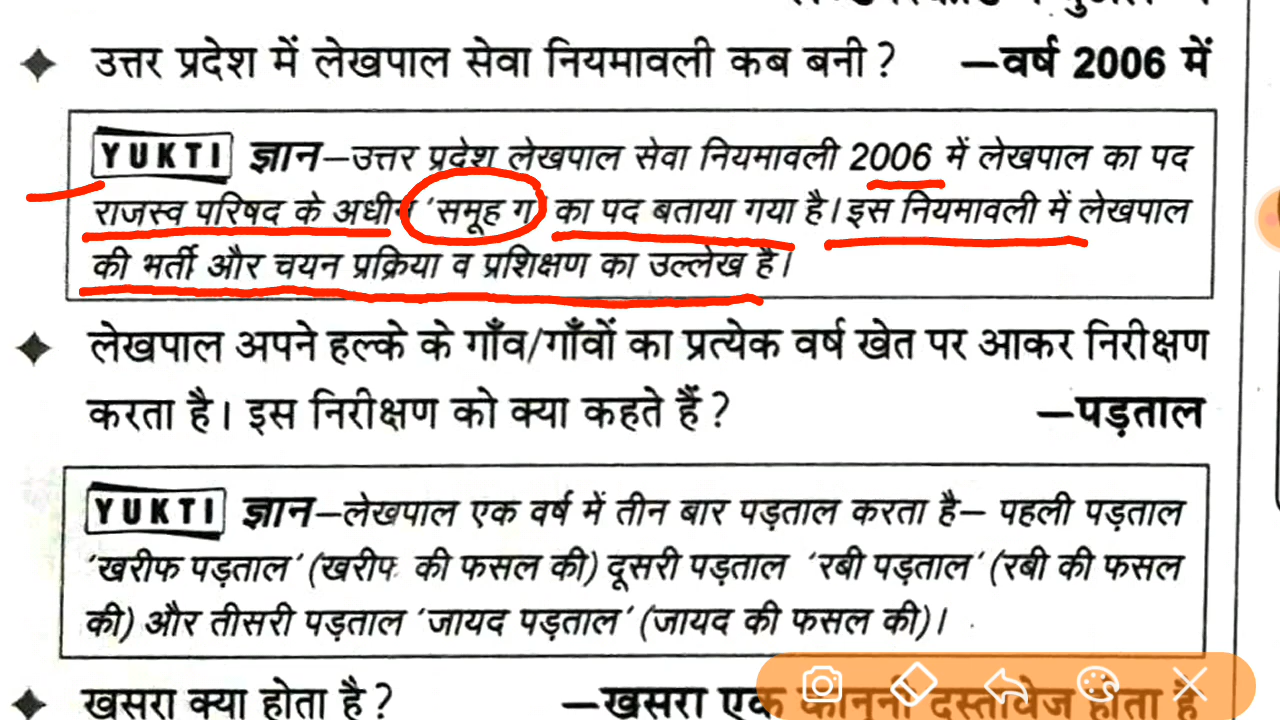 उत्तर प्रदेश में लेखपाल सेवा नियमावली कब बनी ? —वर्ष 2006 में
YUKTI ज्ञान—उत्तर प्रदेश लेखपाल सेवा नियमावली 2006 में लेखपाल का पद
राजस्व परिषद के अधीन ‘समूह ग’ का पद बताया गया है। इस नियमावली में लेखपाल
की भर्ती और चयन प्रक्रिया व प्रशिक्षण का उल्लेख है।
लेखपाल अपने हल्के के गाँव/गाँवों का प्रत्येक वर्ष खेत पर आकर निरीक्षण
करता है। इस निरीक्षण को क्या कहते हैं ? —पड़ताल
YUKTI ज्ञान—लेखपाल एक वर्ष में तीन बार पड़ताल करता है— पहली पड़ताल
‘खरीफ पड़ताल’ (खरीफ की फसल की) दूसरी पड़ताल ‘रबी पड़ताल’ (रबी की फसल
की) और तीसरी पड़ताल ‘जायद पड़ताल’ (जायद की फसल की)।
खसरा क्या होता है ? —खसरा एक कानूनी दस्तावेज होता है